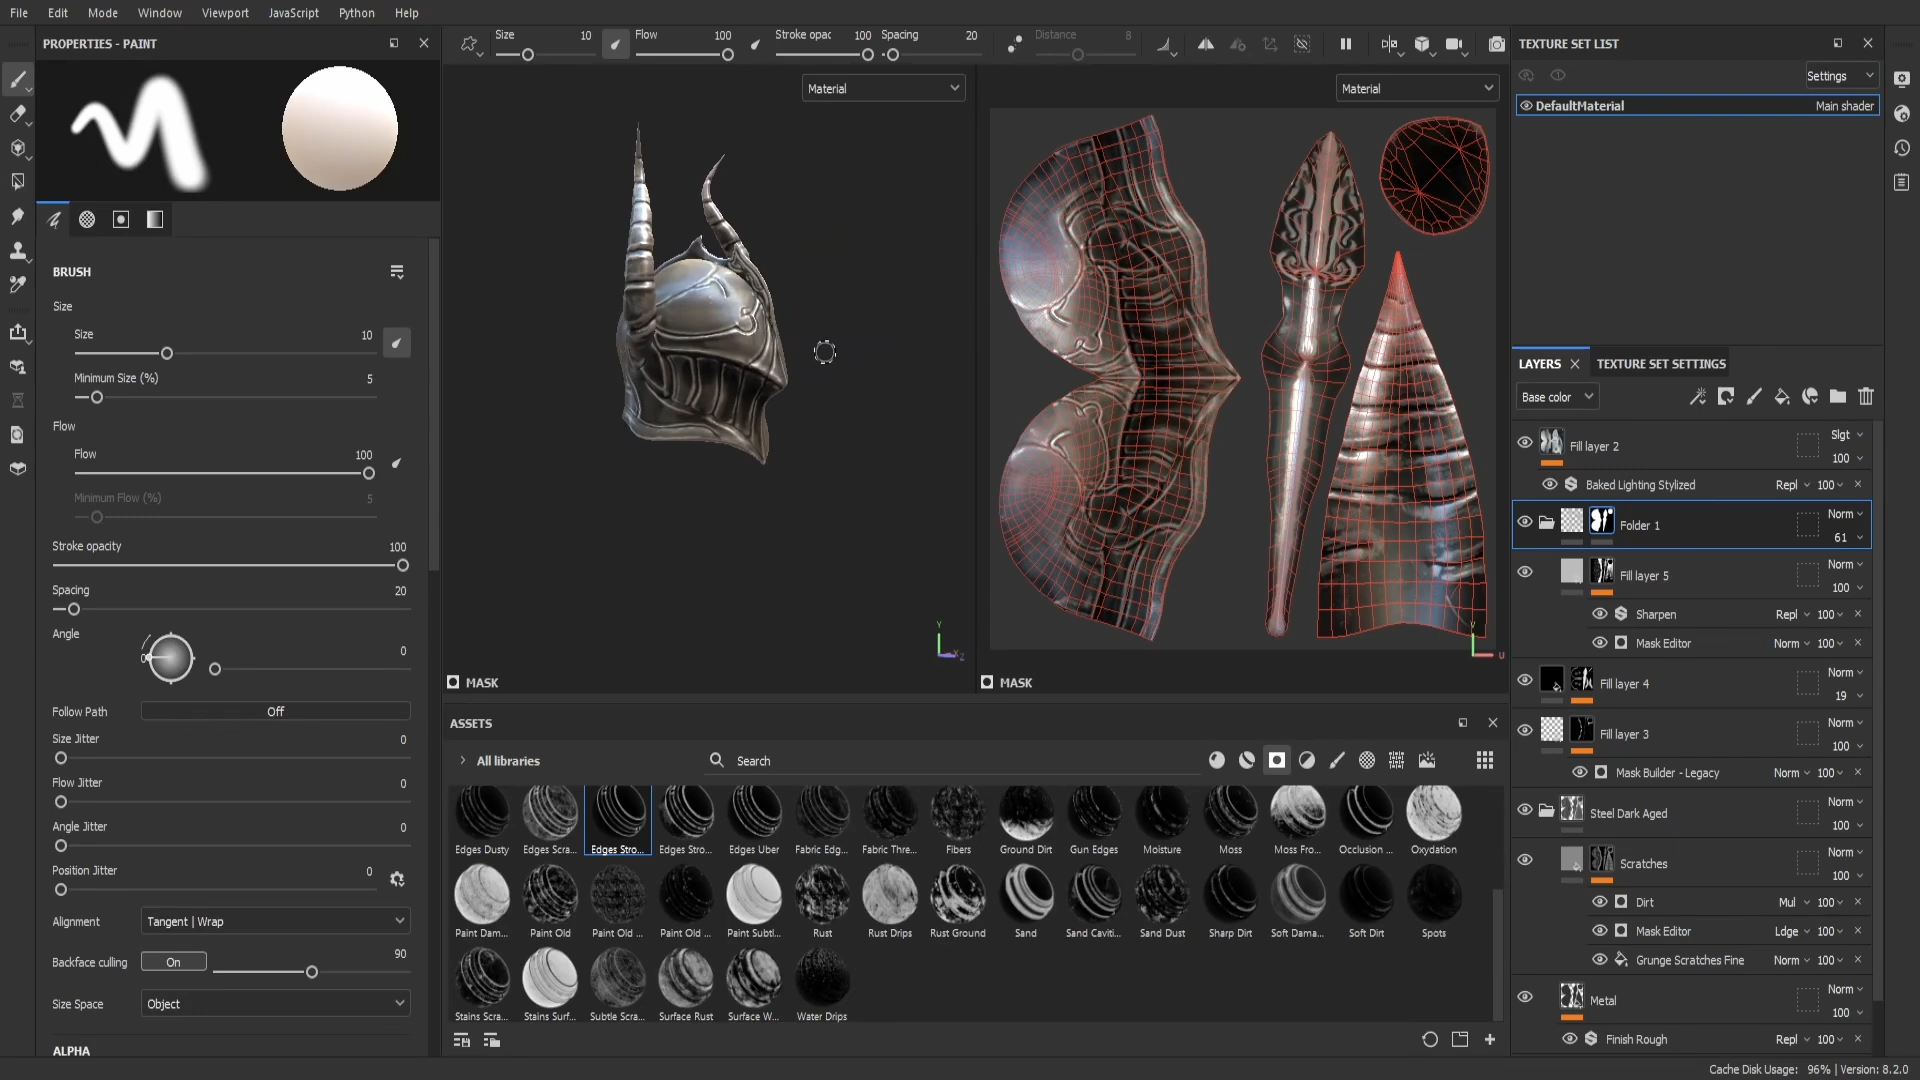 File Edit Mode Window Viewport JavaScript Python Help
PROPERTIES - PAINT
Size 10 Flow 100 Stroke opac 100 Spacing 20 Distance 8
TEXTURE SET LIST
Settings
DefaultMaterial Main shader
Material
Material
BRUSH
Size
Size 10
Minimum Size (%) 5
Flow
Flow 100
Minimum Flow (%) 5
Stroke opacity 100
Spacing 20
Angle 0
0
Follow Path Off
Size Jitter 0
Flow Jitter 0
Angle Jitter 0
Position Jitter 0
Alignment Tangent | Wrap
Backface culling On 90
Size Space Object
ALPHA
Y
Z
U
MASK
MASK
ASSETS
All libraries Search
Edges Dusty Edges Scra... Edges Stro... Edges Stro... Edges Uber Fabric Edg... Fabric Thre... Fibers Ground Dirt Gun Edges Moisture Moss Moss Fro... Occlusion ... Oxydation
Paint Dam... Paint Old Paint Old ... Paint Old ... Paint Subtl... Rust Rust Drips Rust Ground Sand Sand Caviti... Sand Dust Sharp Dirt Soft Dama... Soft Dirt Spots
Stains Scra... Stains Surf... Subtle Scra... Surface Rust Surface W... Water Drips
LAYERS TEXTURE SET SETTINGS
Base color
Fill layer 2 Slgt 100
Baked Lighting Stylized Repl 100
Folder 1 Norm 61
Fill layer 5 Norm 100
Sharpen Repl 100
Mask Editor Norm 100
Fill layer 4 Norm 19
Fill layer 3 Norm 100
Mask Builder - Legacy Norm 100
Steel Dark Aged Norm 100
Scratches Norm 100
Dirt Mul 100
Mask Editor Ldge 100
Grunge Scratches Fine Norm 100
Metal Norm 100
Finish Rough Repl 100
Cache Disk Usage: 96% | Version: 8.2.0